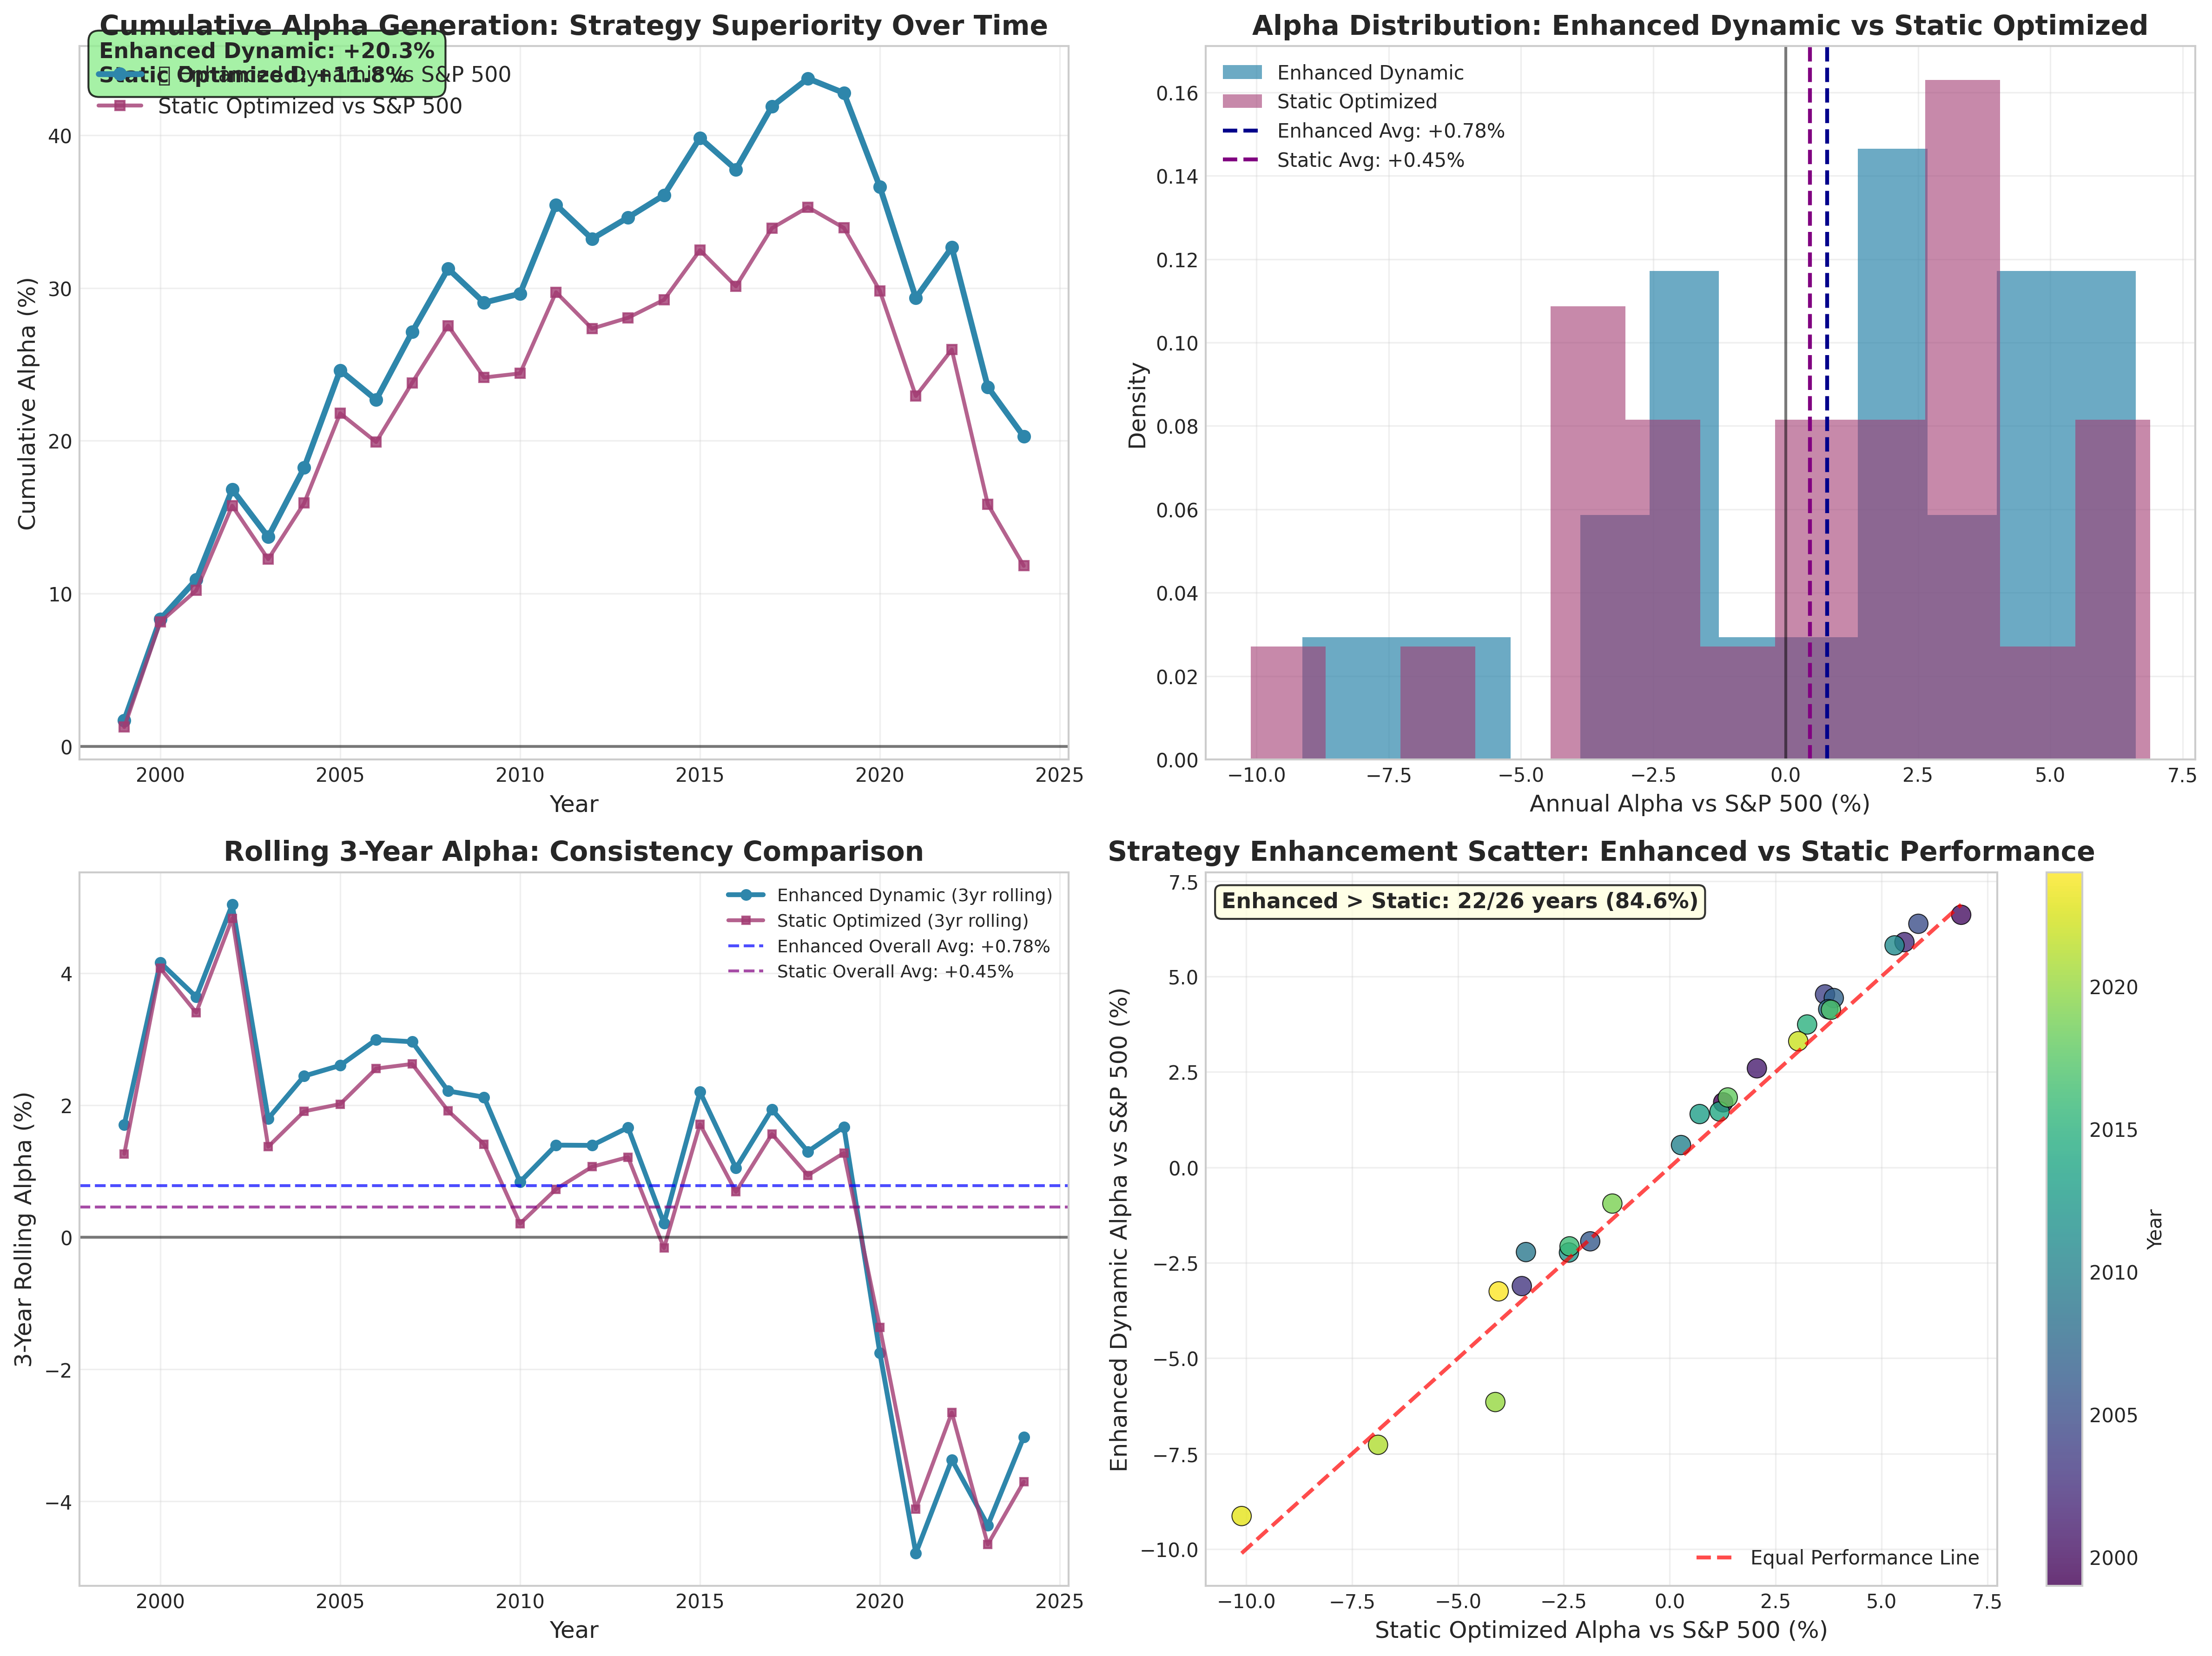 Cumulative Alpha Generation: Strategy Superiority Over Time
Enhanced Dynamic: +20.3%
Static Optimized: +11.8%
Enhanced Dynamic vs S&P 500
Static Optimized vs S&P 500
Cumulative Alpha (%)
40
30
20
10
0
2000 2005 2010 2015 2020 2025
Year
Alpha Distribution: Enhanced Dynamic vs Static Optimized
Enhanced Dynamic
Static Optimized
Enhanced Avg: +0.78%
Static Avg: +0.45%
Density
0.16
0.14
0.12
0.10
0.08
0.06
0.04
0.02
0.00
−10.0 −7.5 −5.0 −2.5 0.0 2.5 5.0 7.5
Annual Alpha vs S&P 500 (%)
Rolling 3-Year Alpha: Consistency Comparison
Enhanced Dynamic (3yr rolling)
Static Optimized (3yr rolling)
Enhanced Overall Avg: +0.78%
Static Overall Avg: +0.45%
3-Year Rolling Alpha (%)
4
2
0
−2
−4
2000 2005 2010 2015 2020 2025
Year
Strategy Enhancement Scatter: Enhanced vs Static Performance
Enhanced > Static: 22/26 years (84.6%)
Enhanced Dynamic Alpha vs S&P 500 (%)
7.5
5.0
2.5
0.0
−2.5
−5.0
−7.5
−10.0
Equal Performance Line
−10.0 −7.5 −5.0 −2.5 0.0 2.5 5.0 7.5
Static Optimized Alpha vs S&P 500 (%)
2020
2015
2010
2005
2000
Year